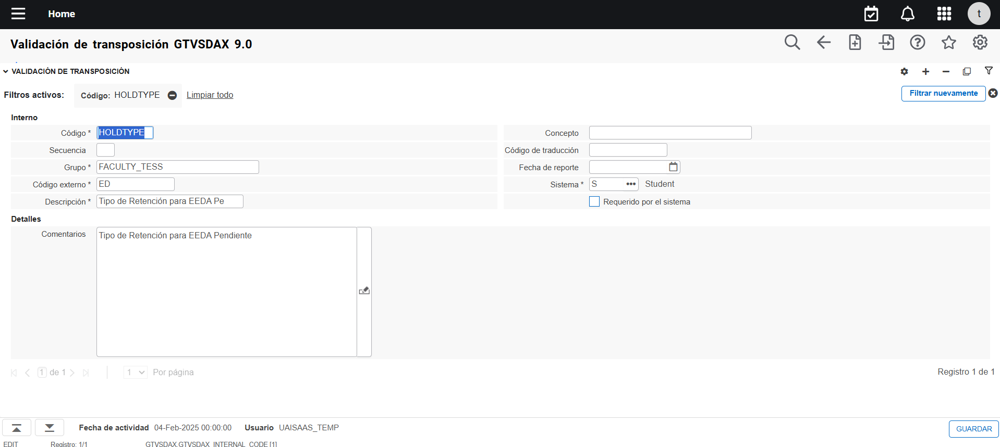 Home
t
Validación de transposición GTVSDAX 9.0
VALIDACIÓN DE TRANSPOSICIÓN
Filtros activos: Código: HOLDTYPE Limpiar todo Filtrar nuevamente
Interno
Código * HOLDTYPE Concepto
Secuencia Código de traducción
Grupo * FACULTY_TESS Fecha de reporte
Código externo * ED Sistema * S ••• Student
Descripción * Tipo de Retención para EEDA Pe Requerido por el sistema
Detalles
Comentarios Tipo de Retención para EEDA Pendiente
1 de 1 1 Por página Registro 1 de 1
Fecha de actividad 04-Feb-2025 00:00:00 Usuario UAISAAS_TEMP GUARDAR
EDIT Registro: 1/1 GTVSDAX.GTVSDAX_INTERNAL_CODE [1]